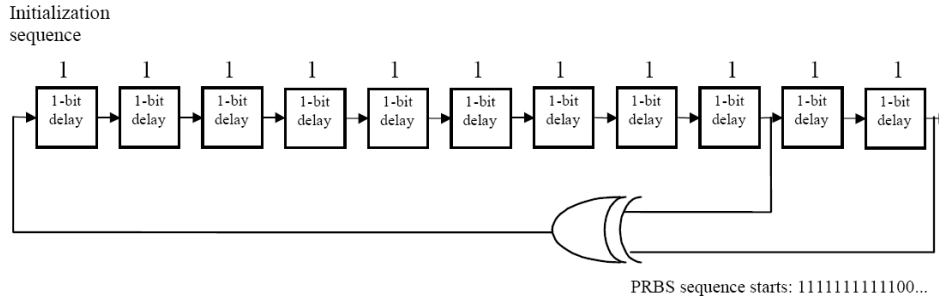 Initialization
sequence
1 1 1 1 1 1 1 1 1 1 1
1-bit 1-bit 1-bit 1-bit 1-bit 1-bit 1-bit 1-bit 1-bit 1-bit 1-bit
delay delay delay delay delay delay delay delay delay delay delay
PRBS sequence starts: 1111111111100...